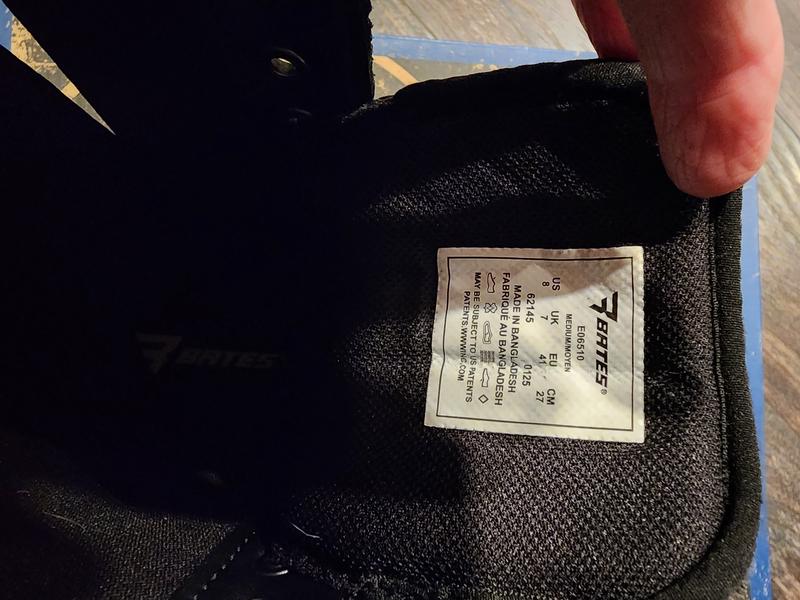 BATES®
E06510
MEDIUM/MOYEN
US UK EU CM
8 7 41 27
62145 0125
MADE IN BANGLADESH
FABRIQUÉ AU BANGLADESH
MAY BE SUBJECT TO US PATENTS
PATENTS.WWWINC.COM
BATES